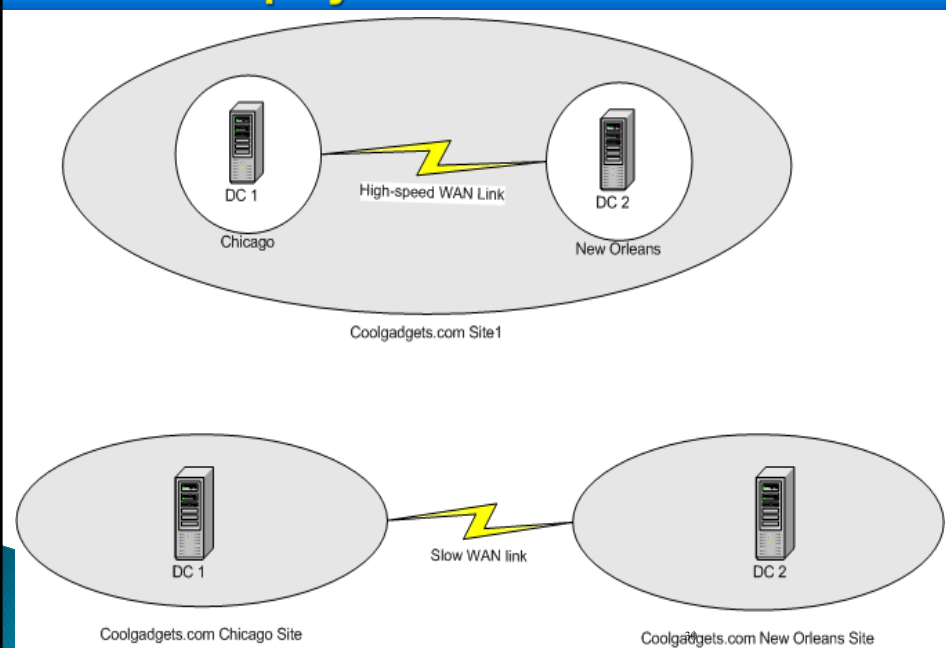 DC 1
DC 2
High-speed WAN Link
Chicago
New Orleans
Coolgadgets.com Site1
DC 1
DC 2
Slow WAN link
Coolgadgets.com Chicago Site
Coolgadgets.com New Orleans Site